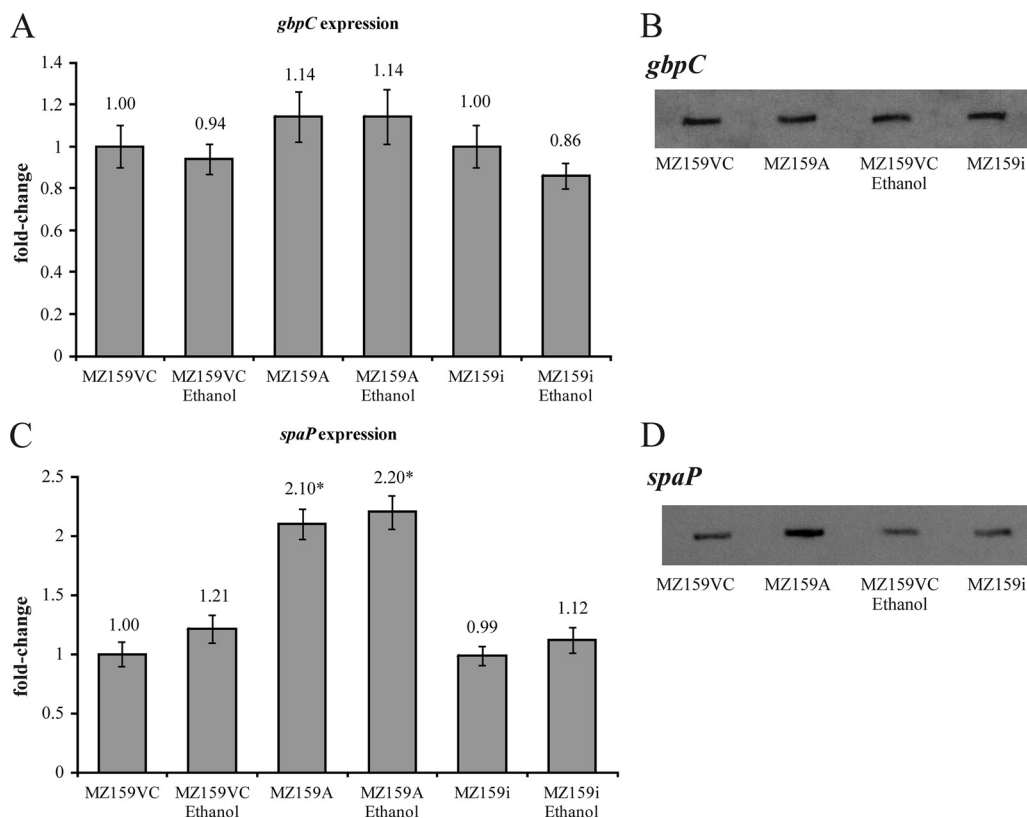 A
gbpC expression
fold-change
1.4
1.2
1
0.8
0.6
0.4
0.2
0
1.00
0.94
1.14
1.14
1.00
0.86
MZ159VC
MZ159VC
Ethanol
MZ159A
MZ159A
Ethanol
MZ159i
MZ159i
Ethanol
B
gbpC
MZ159VC
MZ159A
MZ159VC
Ethanol
MZ159i
C
spaP expression
fold-change
2.5
2
1.5
1
0.5
0
1.00
1.21
2.10*
2.20*
0.99
1.12
MZ159VC
MZ159VC
Ethanol
MZ159A
MZ159A
Ethanol
MZ159i
MZ159i
Ethanol
D
spaP
MZ159VC
MZ159A
MZ159VC
Ethanol
MZ159i